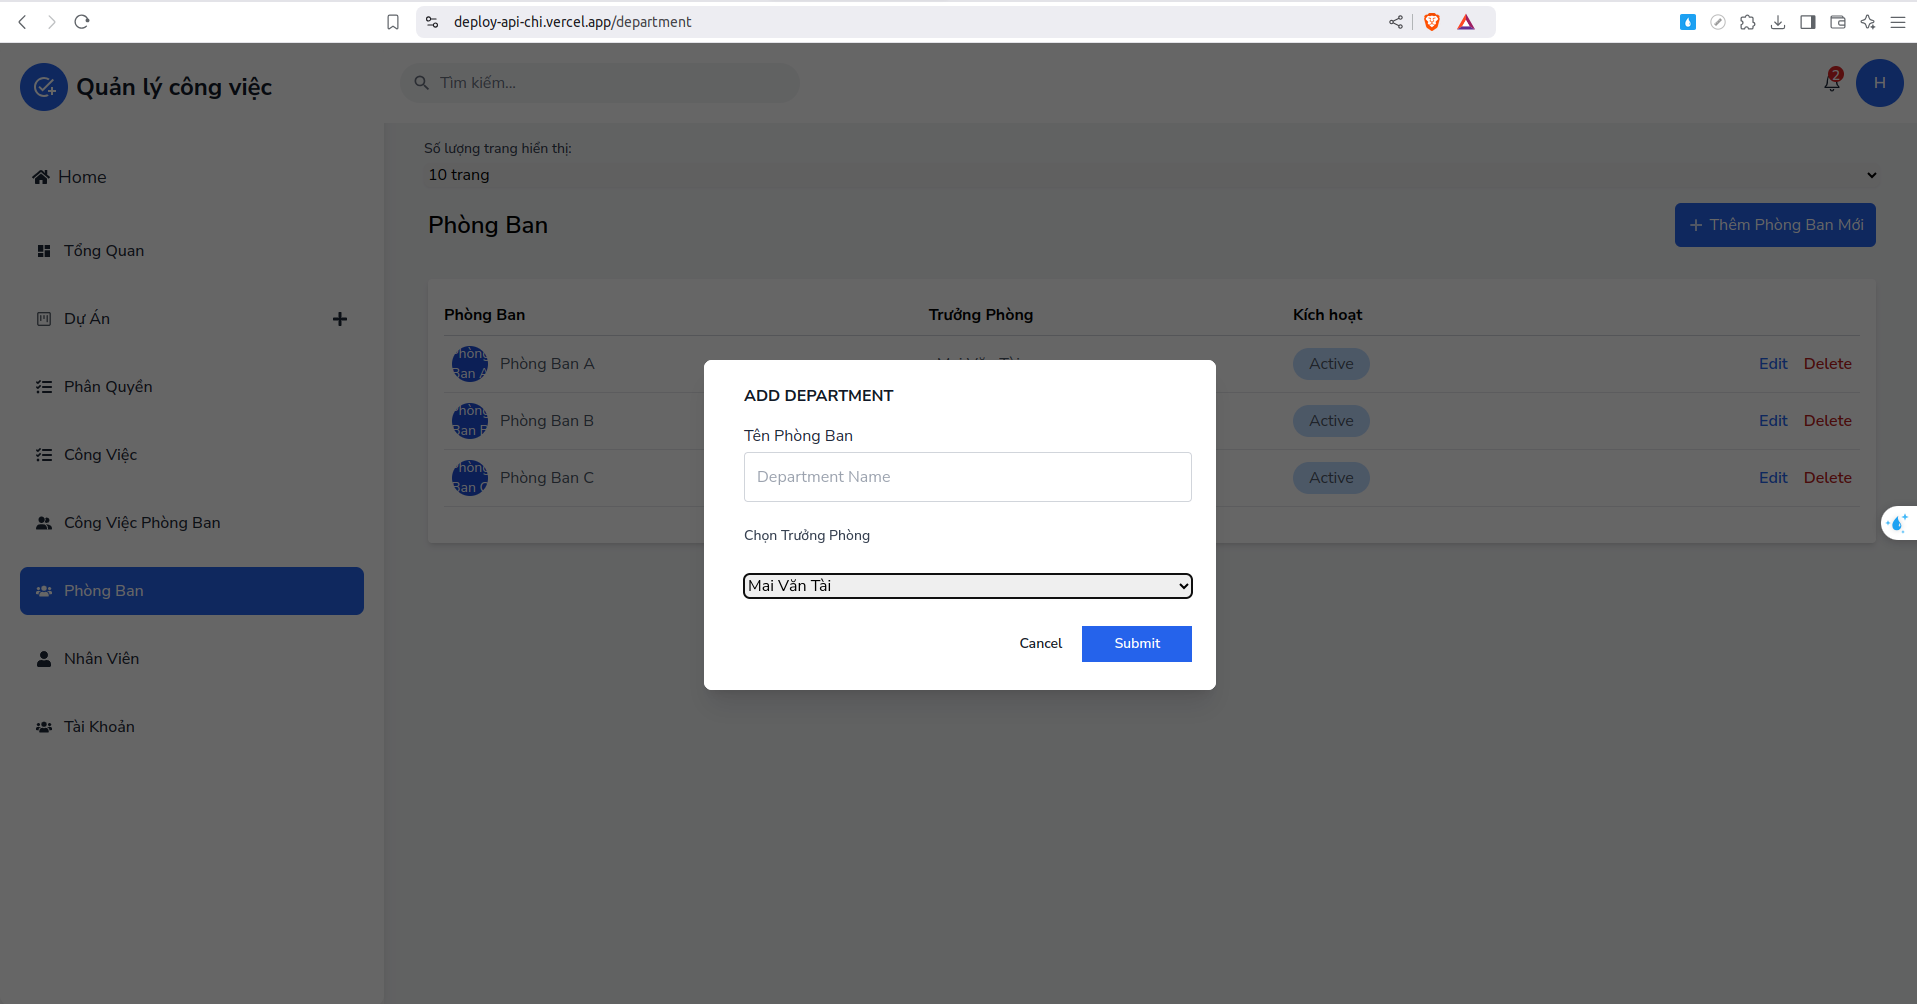 deploy-api-chi.vercel.app/department
Quản lý công việc
Tìm kiếm...
2
H
Home
Tổng Quan
Dự Án
Phân Quyền
Công Việc
Công Việc Phòng Ban
Phòng Ban
Nhân Viên
Tài Khoản
Số lượng trang hiển thị:
10 trang
Phòng Ban
Thêm Phòng Ban Mới
Phòng Ban Trưởng Phòng Kích hoạt
Phòng Ban A Active Edit Delete
Phòng Ban B Active Edit Delete
Phòng Ban C Active Edit Delete
ADD DEPARTMENT
Tên Phòng Ban
Department Name
Chọn Trưởng Phòng
Mai Văn Tài
Cancel
Submit